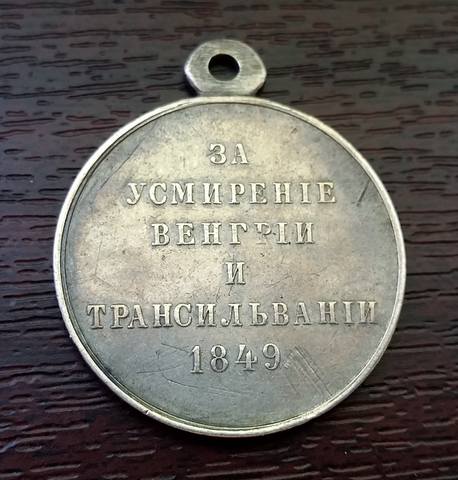 ЗА
УСМИРЕНІЕ
ВЕНГРІИ
И
ТРАНСИЛЬВАНІИ
1849